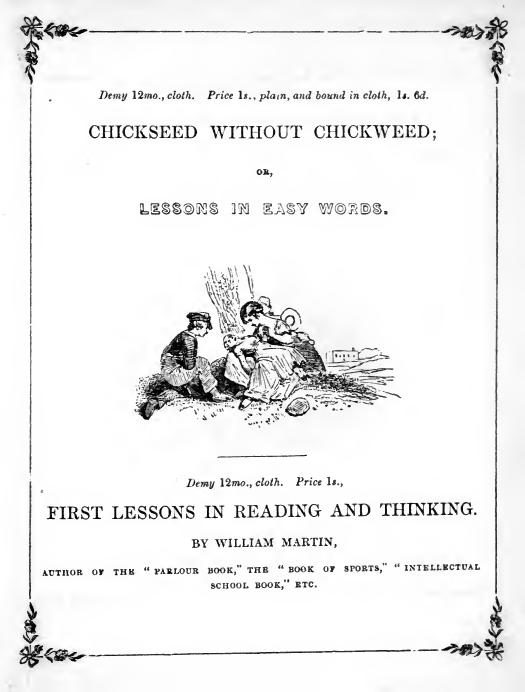 Demy 12mo., cloth. Price 1s., plain, and bound in cloth, 1s. 6d.
CHICKSEED WITHOUT CHICKWEED;
OR,
LESSONS IN EASY WORDS.
Demy 12mo., cloth. Price 1s.,
FIRST LESSONS IN READING AND THINKING.
BY WILLIAM MARTIN,
AUTHOR OF THE "PARLOUR BOOK," THE "BOOK OF SPORTS," "INTELLECTUAL
SCHOOL BOOK," ETC.